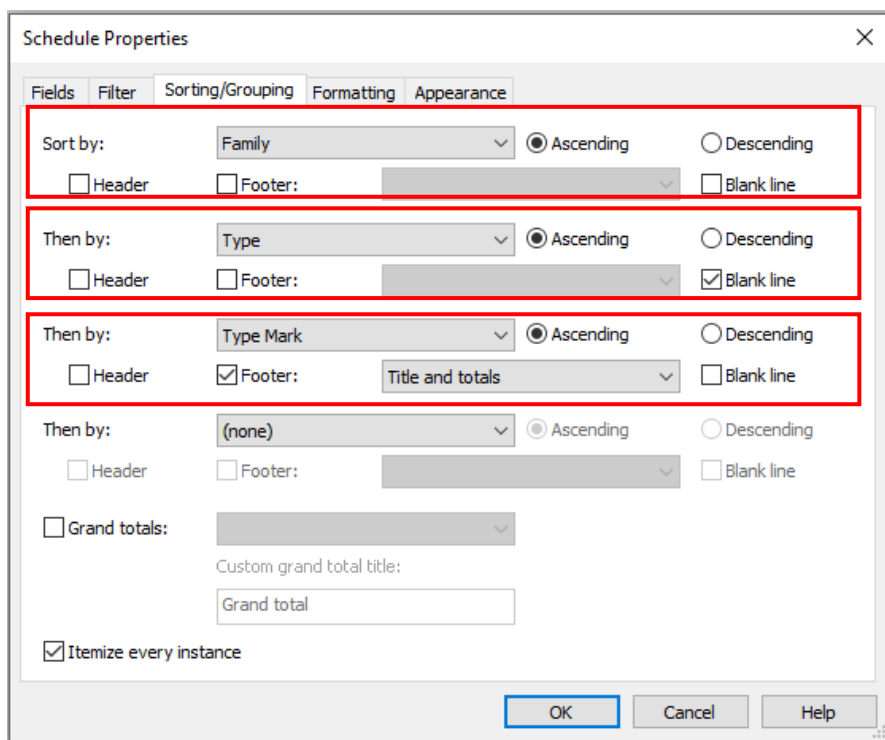 Schedule Properties
Fields Filter Sorting/Grouping Formatting Appearance
Sort by: Family Ascending Descending
Header Footer: Blank line
Then by: Type Ascending Descending
Header Footer: Blank line
Then by: Type Mark Ascending Descending
Header Footer: Title and totals Blank line
Then by: (none) Ascending Descending
Header Footer: Blank line
Grand totals:
Custom grand total title:
Grand total
Itemize every instance
OK Cancel Help